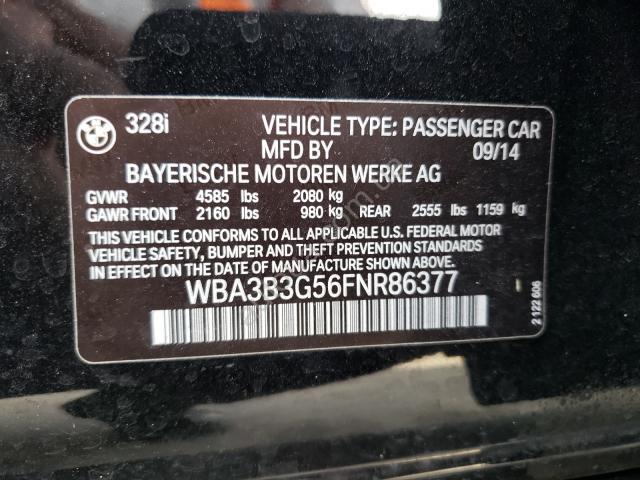 328i VEHICLE TYPE: PASSENGER CAR
MFD BY 09/14
BAYERISCHE MOTOREN WERKE AG
GVWR 4585 lbs 2080 kg
GAWR FRONT 2160 lbs 980 kg REAR 2555 lbs 1159 kg
THIS VEHICLE CONFORMS TO ALL APPLICABLE U.S. FEDERAL MOTOR
VEHICLE SAFETY, BUMPER AND THEFT PREVENTION STANDARDS
IN EFFECT ON THE DATE OF MANUFACTURE SHOWN ABOVE.
WBA3B3G56FNR86377
2 122 606